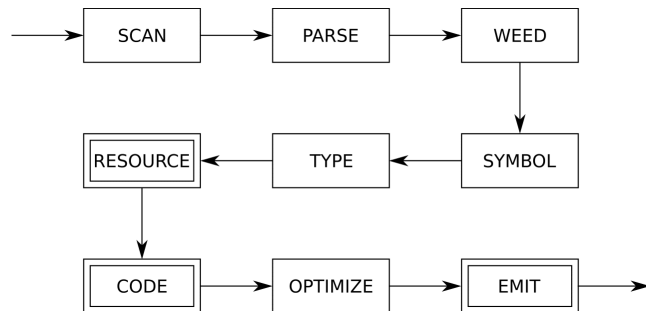 SCAN PARSE WEED
RESOURCE TYPE SYMBOL
CODE OPTIMIZE EMIT